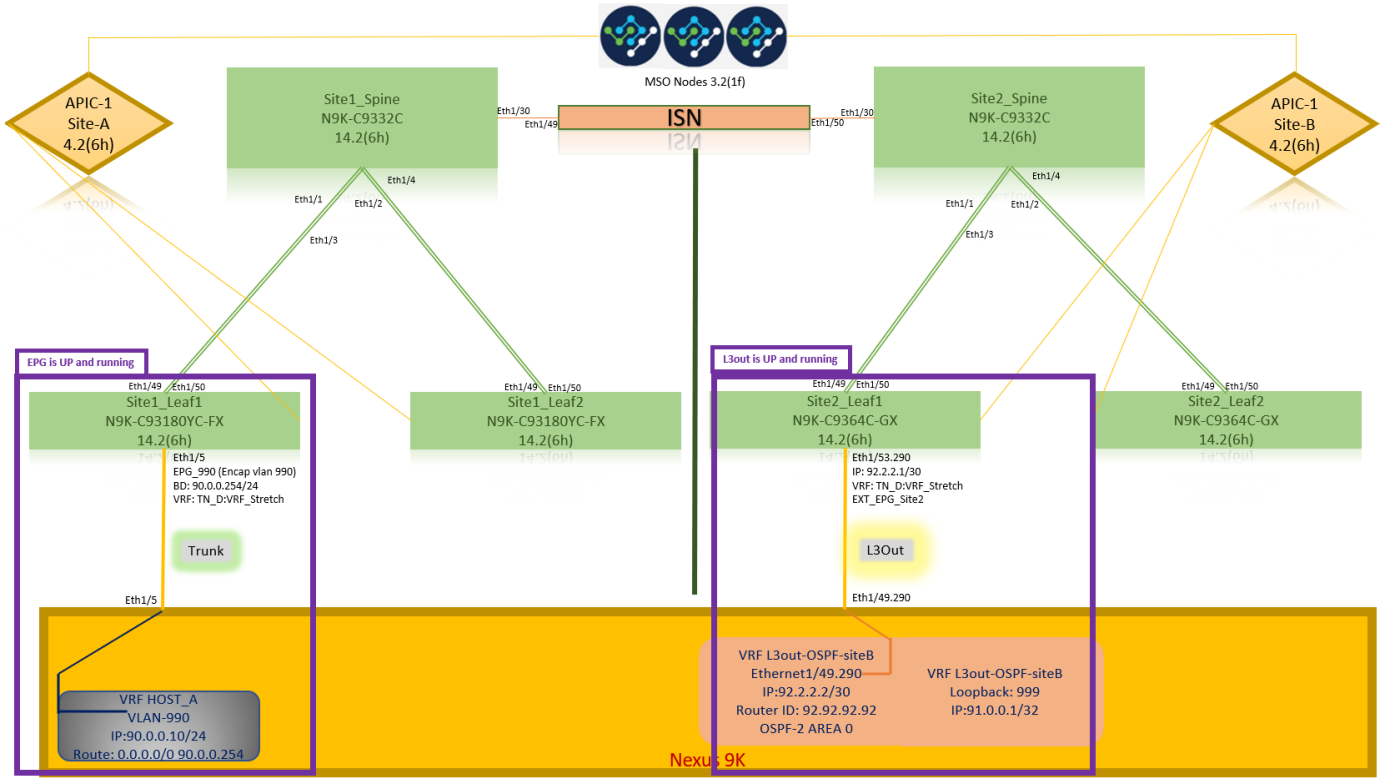 MSO Nodes 3.2(1f)
APIC-1
Site-A
4.2(6h)
Site1_Spine
N9K-C9332C
14.2(6h)
Eth1/30
Eth1/49
ISN
Eth1/30
Eth1/50
Site2_Spine
N9K-C9332C
14.2(6h)
APIC-1
Site-B
4.2(6h)
Eth1/4
Eth1/1
Eth1/2
Eth1/3
Eth1/4
Eth1/1
Eth1/2
Eth1/3
EPG is UP and running
L3out is UP and running
Eth1/49
Eth1/50
Site1_Leaf1
N9K-C93180YC-FX
14.2(6h)
Eth1/49
Eth1/50
Site1_Leaf2
N9K-C93180YC-FX
14.2(6h)
Eth1/49
Eth1/50
Site2_Leaf1
N9K-C9364C-GX
14.2(6h)
Eth1/49
Eth1/50
Site2_Leaf2
N9K-C9364C-GX
14.2(6h)
Eth1/5
EPG_990 (Encap vlan 990)
BD: 90.0.0.254/24
VRF: TN_D:VRF_Stretch
Eth1/53.290
IP: 92.2.2.1/30
VRF: TN_D:VRF_Stretch
EXT_EPG_Site2
Trunk
L3Out
Eth1/5
Eth1/49.290
VRF HOST_A
VLAN-990
IP:90.0.0.10/24
Route: 0.0.0.0/0 90.0.0.254
VRF L3out-OSPF-siteB
Ethernet1/49.290
IP:92.2.2.2/30
Router ID: 92.92.92.92
OSPF-2 AREA 0
VRF L3out-OSPF-siteB
Loopback: 999
IP:91.0.0.1/32
Nexus 9K